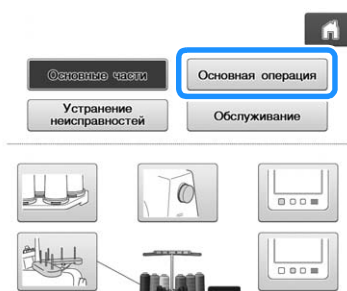 Основные части
Основная операция
Устранение
неисправностей
Обслуживание